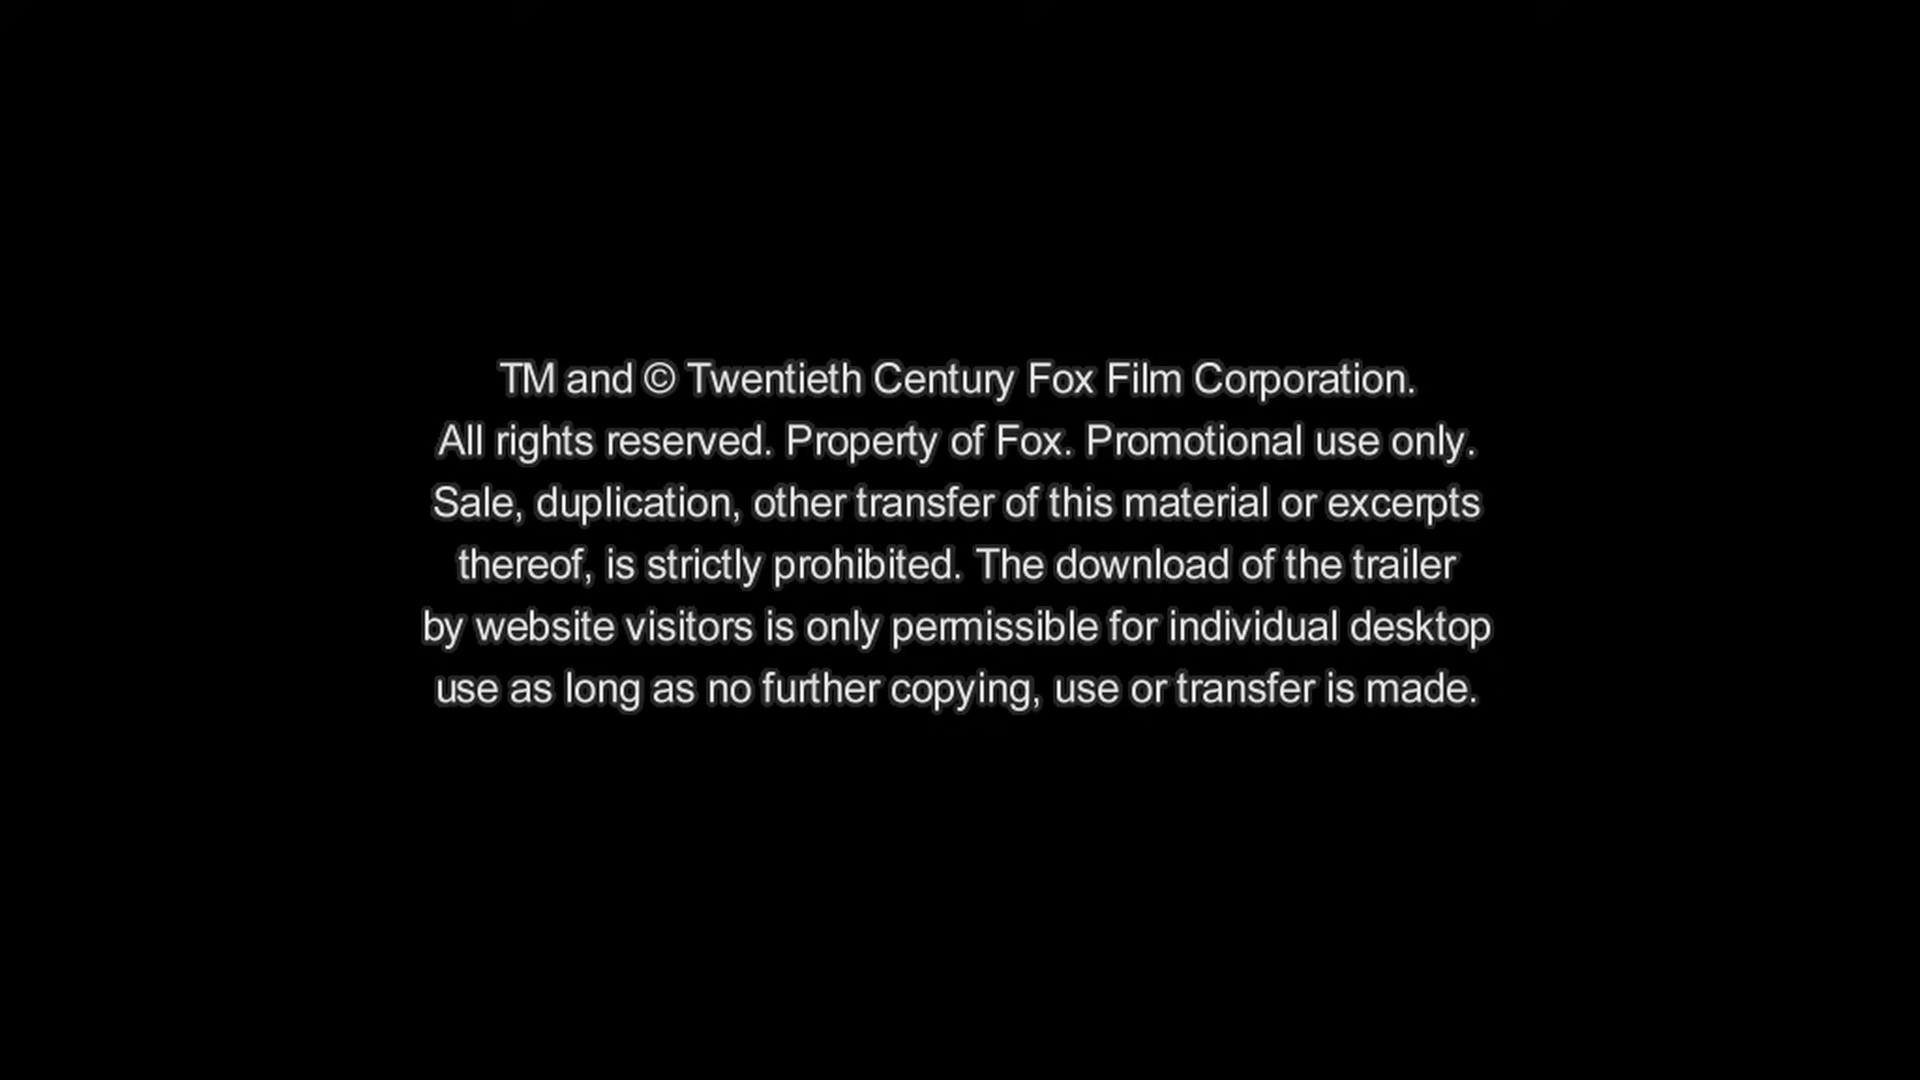 TM and © Twentieth Century Fox Film Corporation.
All rights reserved. Property of Fox. Promotional use only.
Sale, duplication, other transfer of this material or excerpts
thereof, is strictly prohibited. The download of the trailer
by website visitors is only permissible for individual desktop
use as long as no further copying, use or transfer is made.